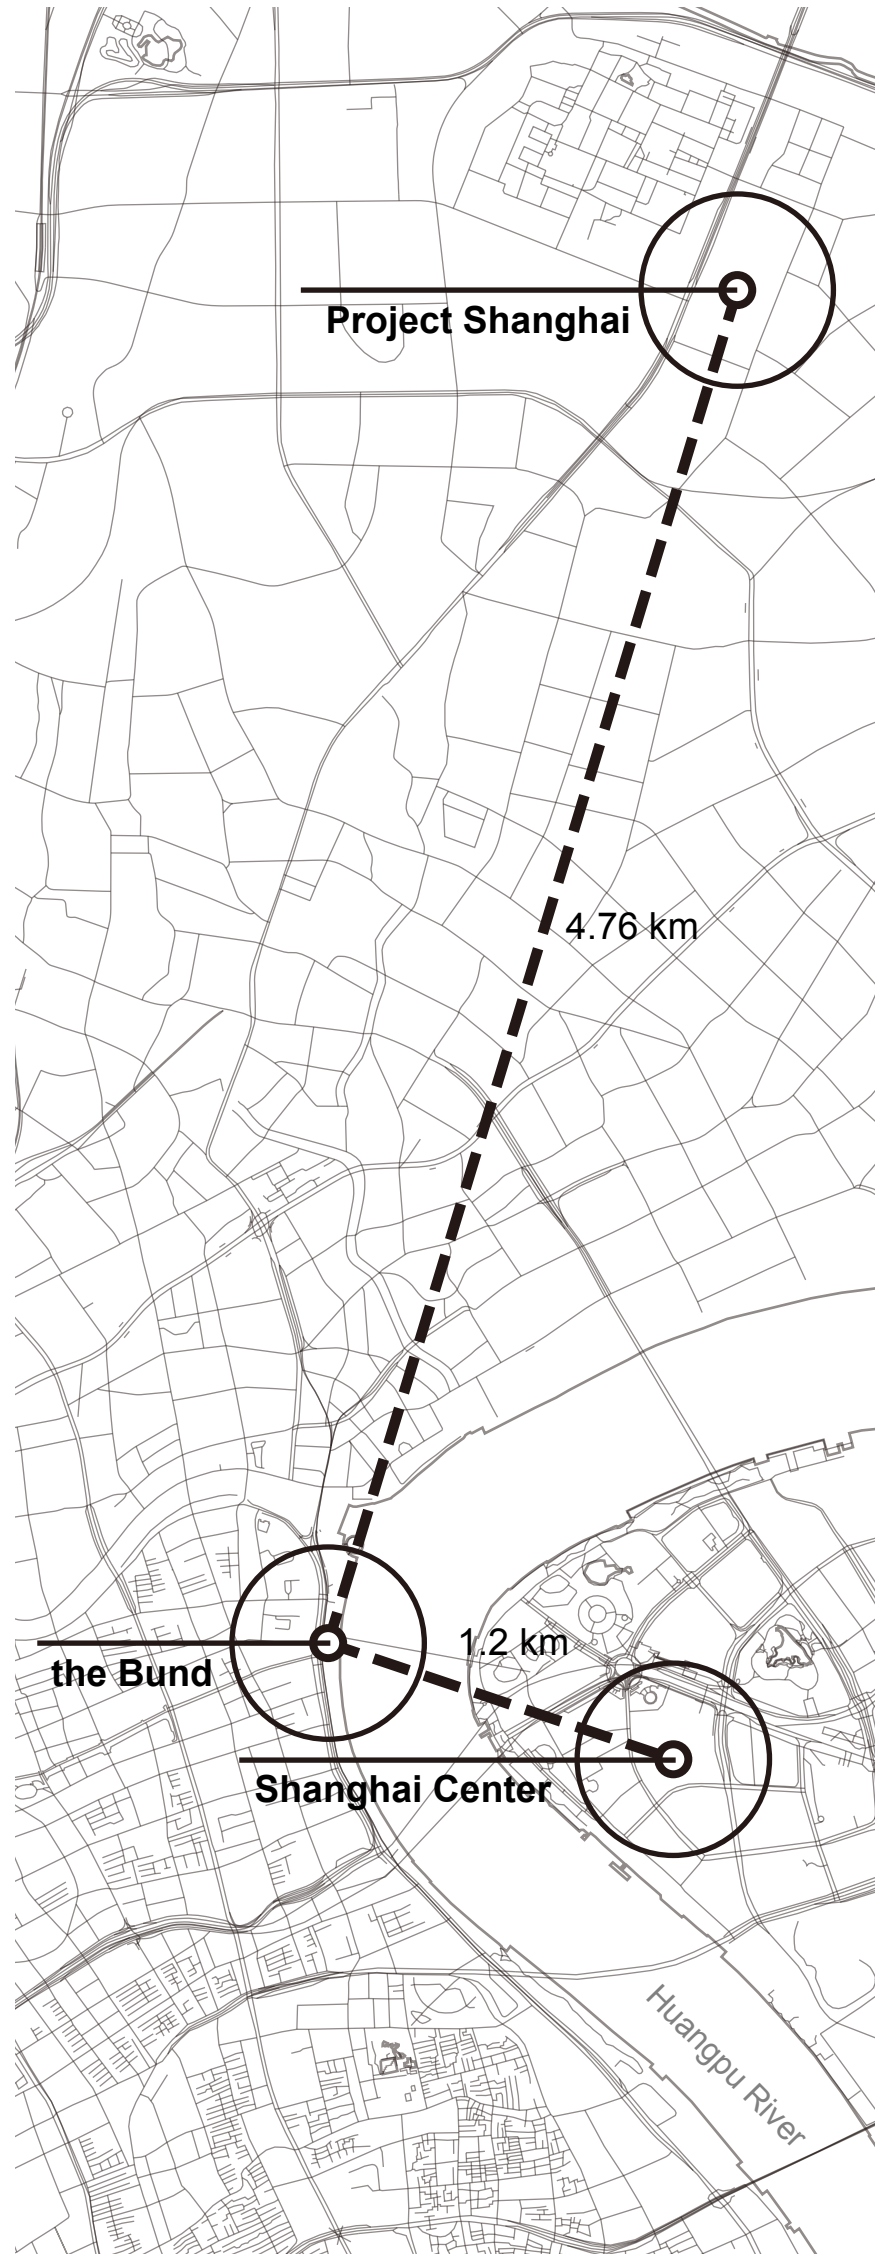 Project Shanghai
4.76 km
1.2 km
the Bund
Shanghai Center
Huangpu River